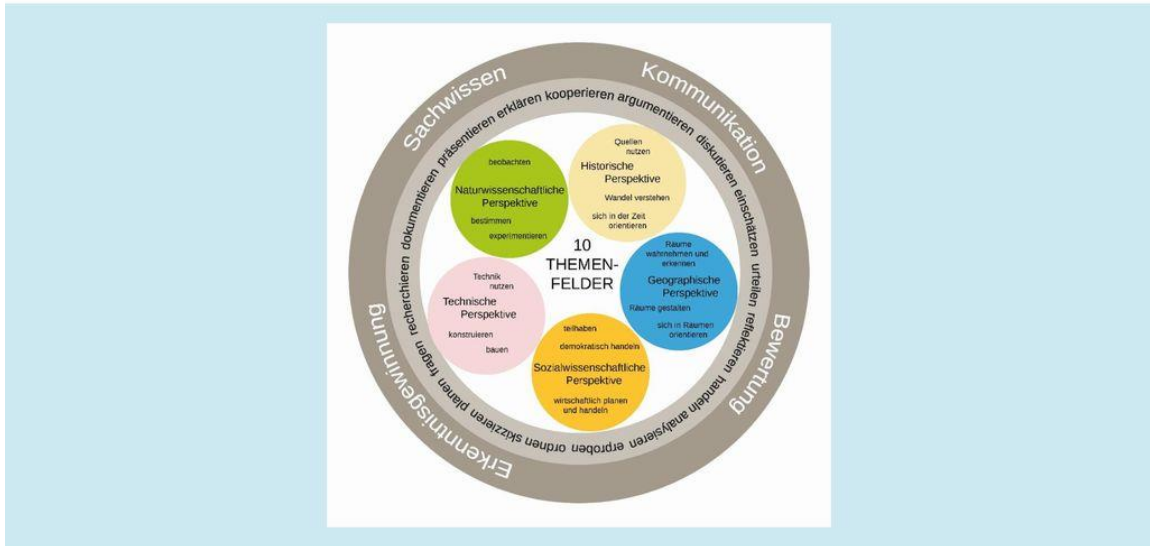 Sachwissen
Kommunikation
Bewertung
Erkenntnisgewinnung
recherchieren dokumentieren präsentieren erklären kooperieren argumentieren diskutieren einschätzen urteilen reflektieren handeln analysieren erproben ordnen skizzieren planen fragen
beobachten
Naturwissenschaftliche
Perspektive
bestimmen
experimentieren
Quellen
nutzen
Historische
Perspektive
Wandel verstehen
sich in der Zeit
orientieren
10
THEMEN-
FELDER
Räume
wahrnehmen und
erkennen
Geographische
Perspektive
Räume gestalten
sich in Räumen
orientieren
Technik
nutzen
Technische
Perspektive
konstruieren
bauen
teilhaben
demokratisch handeln
Sozialwissenschaftliche
Perspektive
wirtschaftlich planen
und handeln